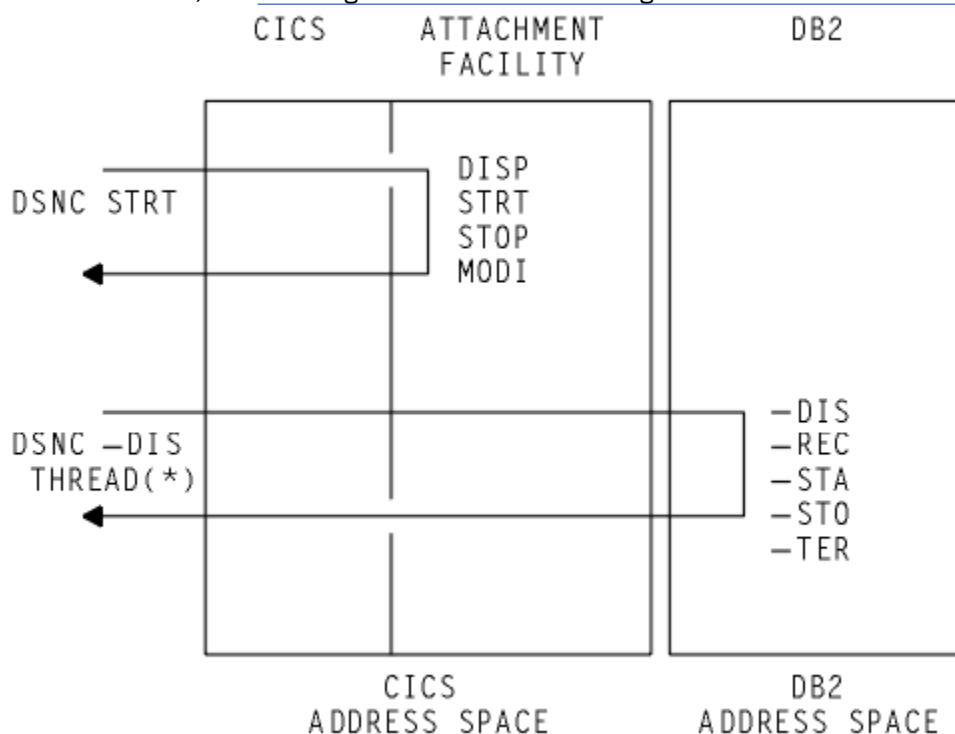 CICS ATTACHMENT FACILITY DB2
DSNC STRT
DISP
STRT
STOP
MODI
DSNC —DIS
THREAD(*)
—DIS
—REC
—STA
—STO
—TER
CICS
ADDRESS SPACE
DB2
ADDRESS SPACE